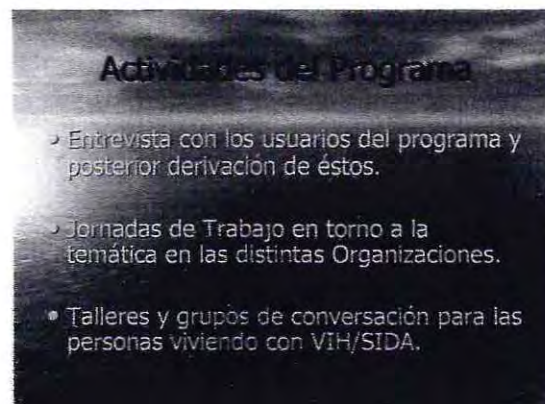 Actividades del Programa
• Entrevista con los usuarios del programa y
posterior derivación de éstos.
• Jornadas de Trabajo en torno a la
temática en las distintas Organizaciones.
• Talleres y grupos de conversación para las
personas viviendo con VIH/SIDA.